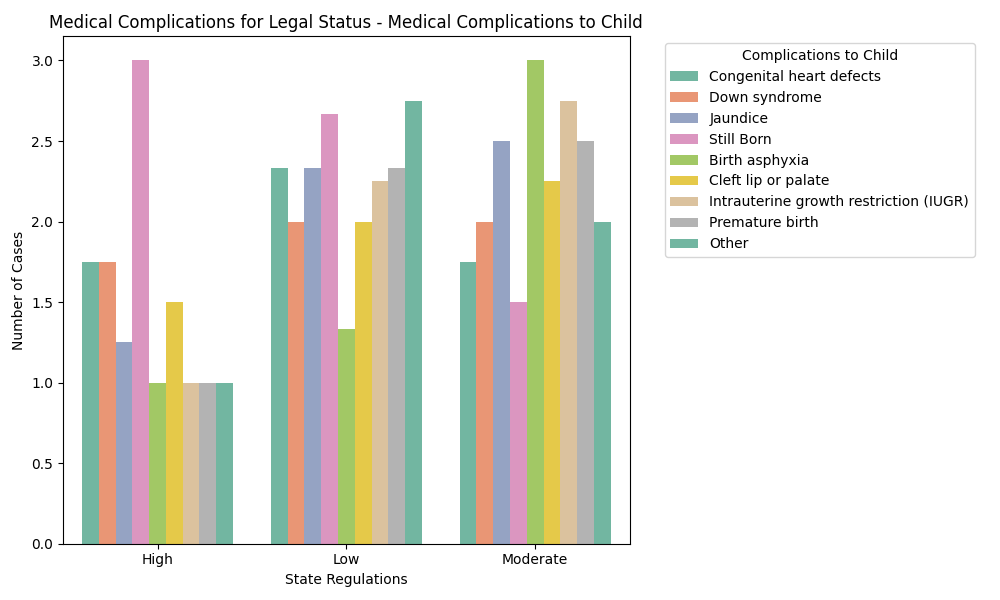 Medical Complications for Legal Status - Medical Complications to Child
Number of Cases
3.0
2.5
2.0
1.5
1.0
0.5
0.0
High
Low
Moderate
State Regulations
Complications to Child
Congenital heart defects
Down syndrome
Jaundice
Still Born
Birth asphyxia
Cleft lip or palate
Intrauterine growth restriction (IUGR)
Premature birth
Other